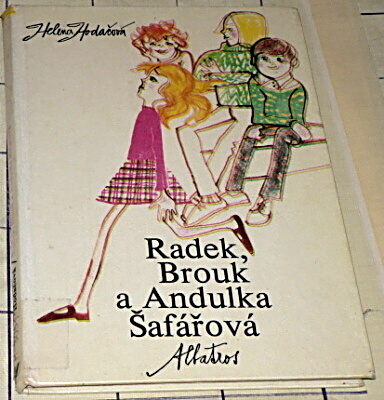 Helena Hodačová
Radek,
Brouk
a Andulka
Šafářová
Albatros